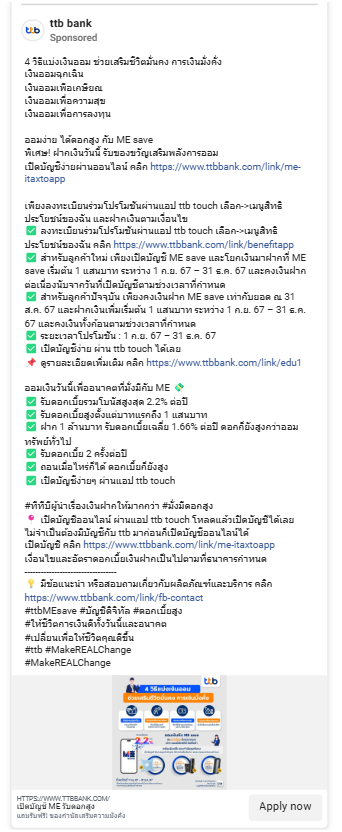 ttb bank
Sponsored
4 วิธีแบ่งเงินออม ช่วยเสริมชีวิตมั่นคง การเงินมั่งคั่ง
เงินออมฉุกเฉิน
เงินออมเพื่อเกษียณ
เงินออมเพื่อความสุข
เงินออมเพื่อการลงทุน
ออมง่าย ได้ดอกสูง กับ ME save
พิเศษ! ฝากเงินวันนี้ รับของขวัญเสริมพลังการออม
เปิดบัญชีง่ายผ่านออนไลน์ คลิก https://www.ttbbank.com/link/me-
itaxtoapp
เพียงลงทะเบียนร่วมโปรโมชันผ่านแอป ttb touch เลือก->เมนูสิทธิ
ประโยชน์ของฉัน และฝากเงินตามเงื่อนไข
✅ ลงทะเบียนร่วมโปรโมชันผ่านแอป ttb touch เลือก->เมนูสิทธิ
ประโยชน์ของฉัน คลิก https://www.ttbbank.com/link/benefitapp
✅ สำหรับลูกค้าใหม่ เพียงเปิดบัญชี ME save และโยกเงินมาฝากที่ ME
save เริ่มต้น 1 แสนบาท ระหว่าง 1 ก.ย. 67 – 31 ธ.ค. 67 และคงเงินฝาก
ต่อเนื่องนับจากวันที่เปิดบัญชีตามช่วงเวลาที่กำหนด
✅ สำหรับลูกค้าปัจจุบัน เพียงคงเงินฝาก ME save เท่ากับยอด ณ 31
ส.ค. 67 และฝากเงินเพิ่มเริ่มต้น 1 แสนบาท ระหว่าง 1 ก.ย. 67 – 31 ธ.ค.
67 และคงเงินทั้งก้อนตามช่วงเวลาที่กำหนด
✅ ระยะเวลาโปรโมชัน : 1 ก.ย. 67 – 31 ธ.ค. 67
✅ เปิดบัญชีง่าย ผ่าน ttb touch ได้เลย
📌 ดูรายละเอียดเพิ่มเติม คลิก https://www.ttbbank.com/link/edu1
ออมเงินวันนี้เพื่ออนาคตที่มั่งมีกับ ME 💸
✅ รับดอกเบี้ยรวมโบนัสสูงสุด 2.2% ต่อปี
✅ รับดอกเบี้ยสูงตั้งแต่บาทแรกถึง 1 แสนบาท
✅ ฝาก 1 ล้านบาท รับดอกเบี้ยเฉลี่ย 1.66% ต่อปี ดอกก็ยังสูงกว่าออม
ทรัพย์ทั่วไป
✅ รับดอกเบี้ย 2 ครั้งต่อปี
✅ ถอนเมื่อไหร่ก็ได้ ดอกเบี้ยก็ยังสูง
✅ เปิดบัญชีง่ายๆ ผ่านแอป ttb touch
#ทีทีบีผู้นำเรื่องเงินฝากให้มากกว่า #มั่งมีดอกสูง
📍 เปิดบัญชีออนไลน์ ผ่านแอป ttb touch โหลดแล้วเปิดบัญชีได้เลย
ไม่จำเป็นต้องมีบัญชีกับ ttb มาก่อนก็เปิดบัญชีออนไลน์ได้
เปิดบัญชี คลิก https://www.ttbbank.com/link/me-itaxtoapp
เงื่อนไขและอัตราดอกเบี้ยเงินฝากเป็นไปตามที่ธนาคารกำหนด
-----------------------------------
💡 มีข้อแนะนำ หรือสอบถามเกี่ยวกับผลิตภัณฑ์และบริการ คลิก
https://www.ttbbank.com/link/fb-contact
#ttbMEsave #บัญชีดิจิทัล #ดอกเบี้ยสูง
#ให้ชีวิตการเงินดีทั้งวันนี้และอนาคต
#เปลี่ยนเพื่อให้ชีวิตคุณดีขึ้น
#ttb #MakeREALChange
#MakeREALChange
ttb
4 วิธีแบ่งเงินออม
ช่วยเสริมชีวิตมั่นคง การเงินมั่งคั่ง
ME
2.2%
HTTPS://WWW.TTBBANK.COM/
เปิดบัญชี ME รับดอกสูง
แถมรับฟรี! ของกำนัลเสริมความมั่งคั่ง
Apply now